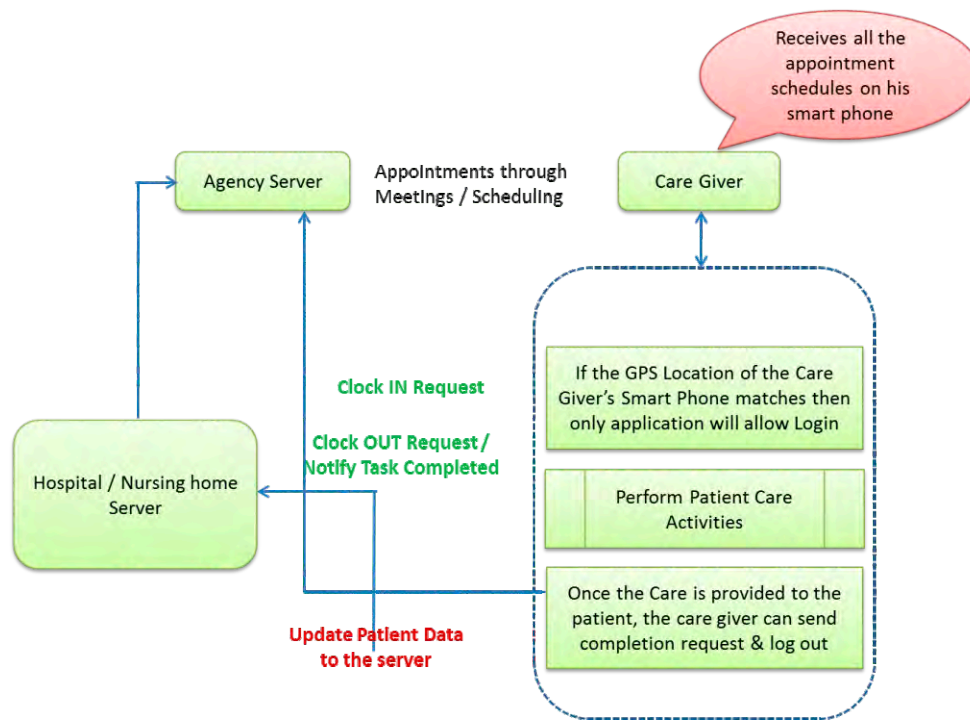 Receives all the
appointment
schedules on his
smart phone
Agency Server
Appointments through
Meetings / Scheduling
Care Giver
If the GPS Location of the Care
Giver's Smart Phone matches then
only application will allow Login
Clock IN Request
Clock OUT Request /
Notify Task Completed
Hospital / Nursing home
Server
Perform Patient Care
Activities
Once the Care is provided to the
patient, the care giver can send
completion request & log out
Update Patient Data
to the server